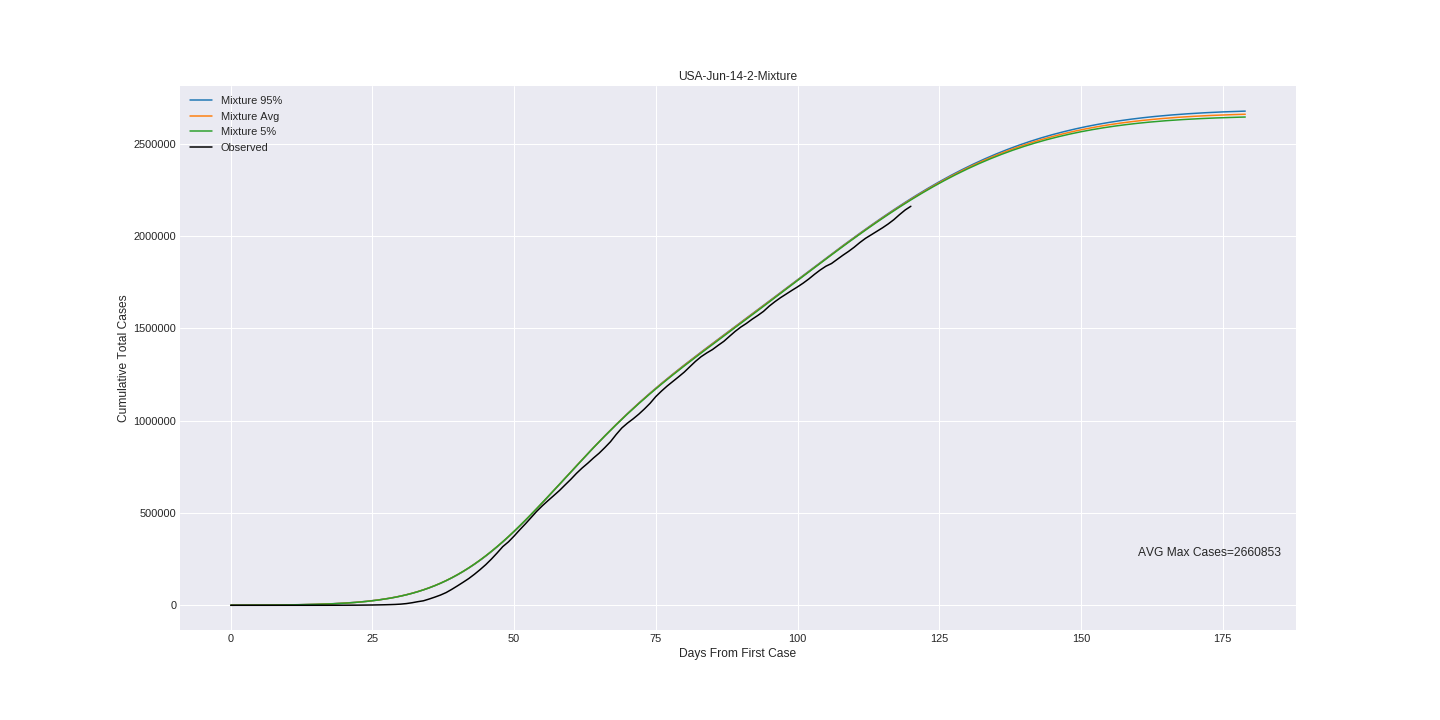 USA-Jun-14-2-Mixture
Mixture 95%
Mixture Avg
Mixture 5%
Observed
2500000
2000000
1500000
1000000
500000
0
Cumulative Total Cases
AVG Max Cases=2660853
0 25 50 75 100 125 150 175
Days From First Case